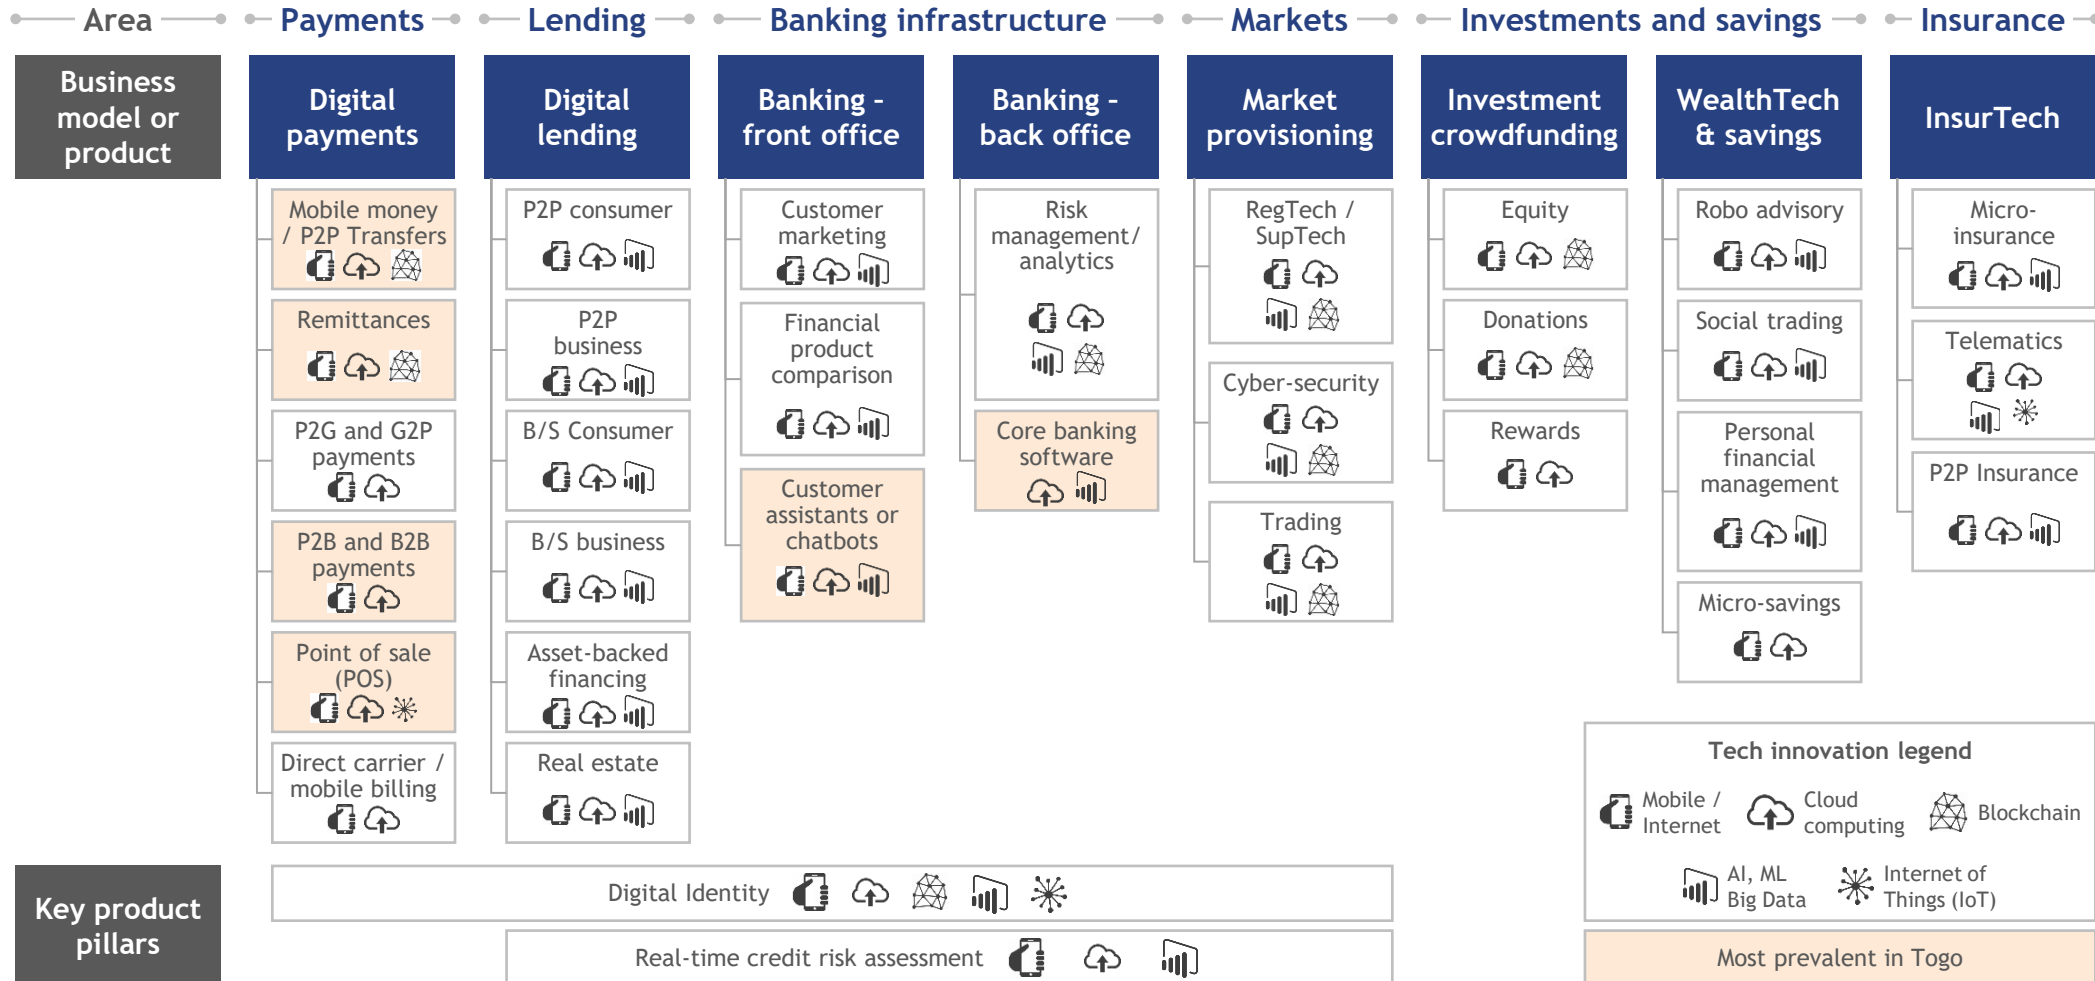 Area
Payments
Lending
Banking infrastructure
Markets
Investments and savings
Insurance
Business
model or
product
Digital
payments
Digital
lending
Banking -
front office
Banking -
back office
Market
provisioning
Investment
crowdfunding
WealthTech
& savings
InsurTech
Mobile money
/ P2P Transfers
Remittances
P2G and G2P
payments
P2B and B2B
payments
Point of sale
(POS)
Direct carrier /
mobile billing
P2P consumer
P2P
business
B/S Consumer
B/S business
Asset-backed
financing
Real estate
Customer
marketing
Financial
product
comparison
Customer
assistants or
chatbots
Risk
management/
analytics
Core banking
software
RegTech /
SupTech
Cyber-security
Trading
Equity
Donations
Rewards
Robo advisory
Social trading
Personal
financial
management
Micro-savings
Micro-
insurance
Telematics
P2P Insurance
Key product
pillars
Digital Identity
Real-time credit risk assessment
Tech innovation legend
Mobile /
Internet
Cloud
computing
Blockchain
AI, ML
Big Data
Internet of
Things (IoT)
Most prevalent in Togo